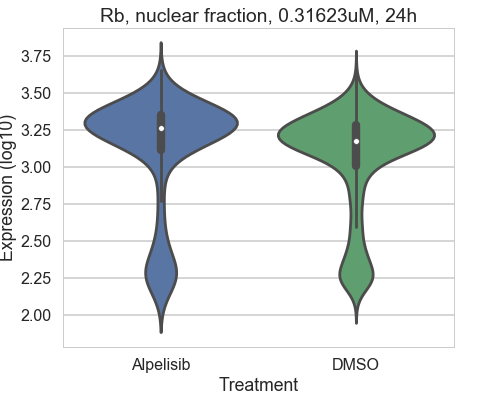 Rb, nuclear fraction, 0.31623uM, 24h
Expression (log10)
3.75
3.50
3.25
3.00
2.75
2.50
2.25
2.00
Alpelisib DMSO
Treatment